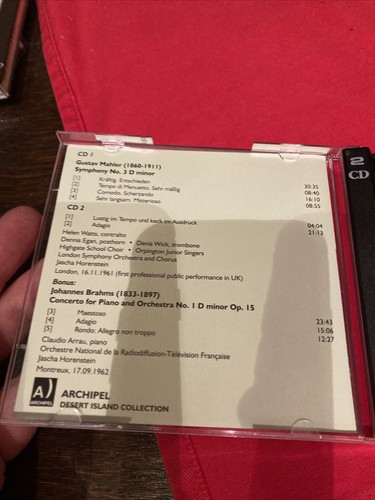 CD 1
Gustav Mahler (1860-1911)
Symphony No. 3 D minor
[1] Kräftig. Entschieden 30:35
[2] Tempo di Menuetto. Sehr mäßig 08:40
[3] Comodo. Scherzando 16:10
[4] Sehr langsam. Misterioso 08:55
CD 2
[1] Lustig im Tempo und keck im Ausdruck 04:04
[2] Adagio 21:13
Helen Watts, contralto
Dennis Egan, posthorn • Denis Wick, trombone
Highgate School Choir • Orpington Junior Singers
London Symphony Orchestra and Chorus
Jascha Horenstein
London, 16.11.1961 (first professional public performance in UK)
Bonus:
Johannes Brahms (1833-1897)
Concerto for Piano and Orchestra No. 1 D minor Op. 15
[3] Maestoso 23:43
[4] Adagio 15:06
[5] Rondo: Allegro non troppo 12:27
Claudio Arrau, piano
Orchestre National de la Radiodiffusion-Télévision Française
Jascha Horenstein
Montreux, 17.09.1962
A)
ARCHIPEL
ARCHIPEL
DESERT ISLAND COLLECTION
2
CD